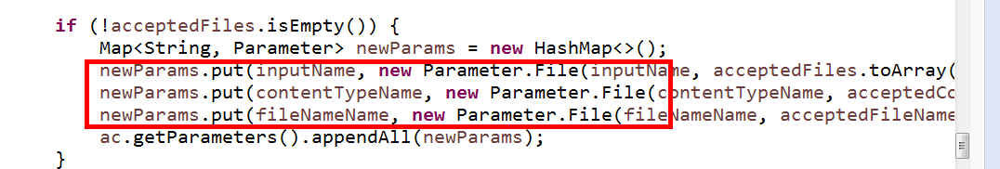 if (!acceptedFiles.isEmpty()) {
Map<String, Parameter> newParams = new HashMap<>();
newParams.put(inputName, new Parameter.File(inputName, acceptedFiles.toArray(
newParams.put(contentTypeName, new Parameter.File(contentTypeName, acceptedCo
newParams.put(fileNameName, new Parameter.File(fileNameName, acceptedFileName
ac.getParameters().appendAll(newParams);
}